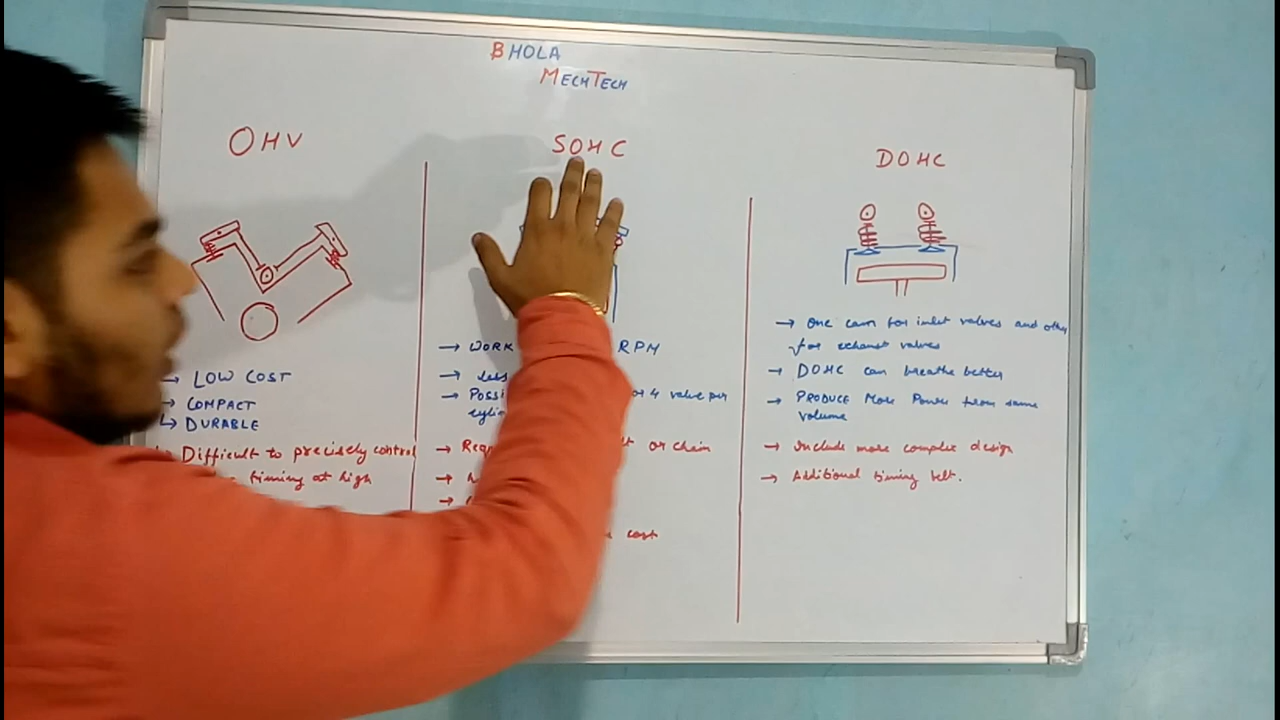 BHOLA
MECHTECH
OHV
SOHC
DOHC
→ LOW COST
→ COMPACT
↳ DURABLE
Difficult to precisely control
timing at high
→ WORK RPM
→ less
→ Possi or 4 valve per
→ Req or chain
cost
→ One cam for inlet valves and other
for exhaust valves
→ DOHC can breathe better
→ PRODUCE More Power from same
volume
→ Include more complex design
→ Additional timing belt.